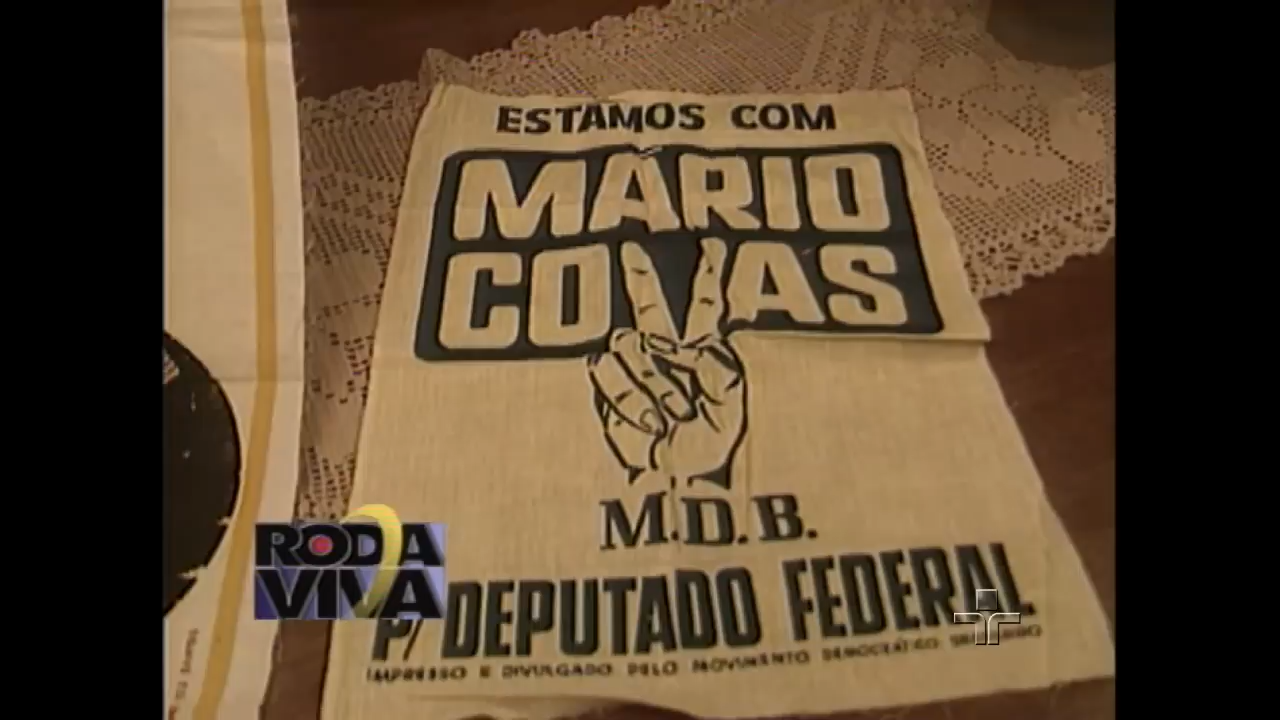 ESTAMOS COM
MÁRIO
COVAS
M.D.B.
P/ DEPUTADO FEDERAL
IMPRESSO E DIVULGADO PELO MOVIMENTO DEMOCRÁTICO
RODA
VIVA